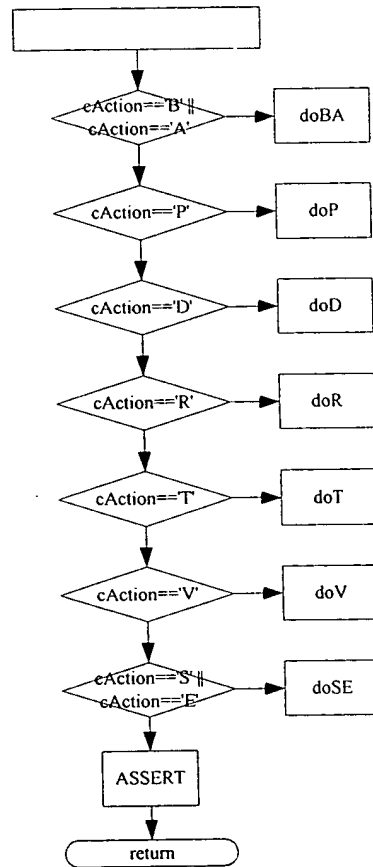 cAction=='B' ||
cAction=='A'
doBA
cAction=='P'
doP
cAction=='D'
doD
cAction=='R'
doR
cAction=='T'
doT
cAction=='V'
doV
cAction=='S' ||
cAction=='E'
doSE
ASSERT
return